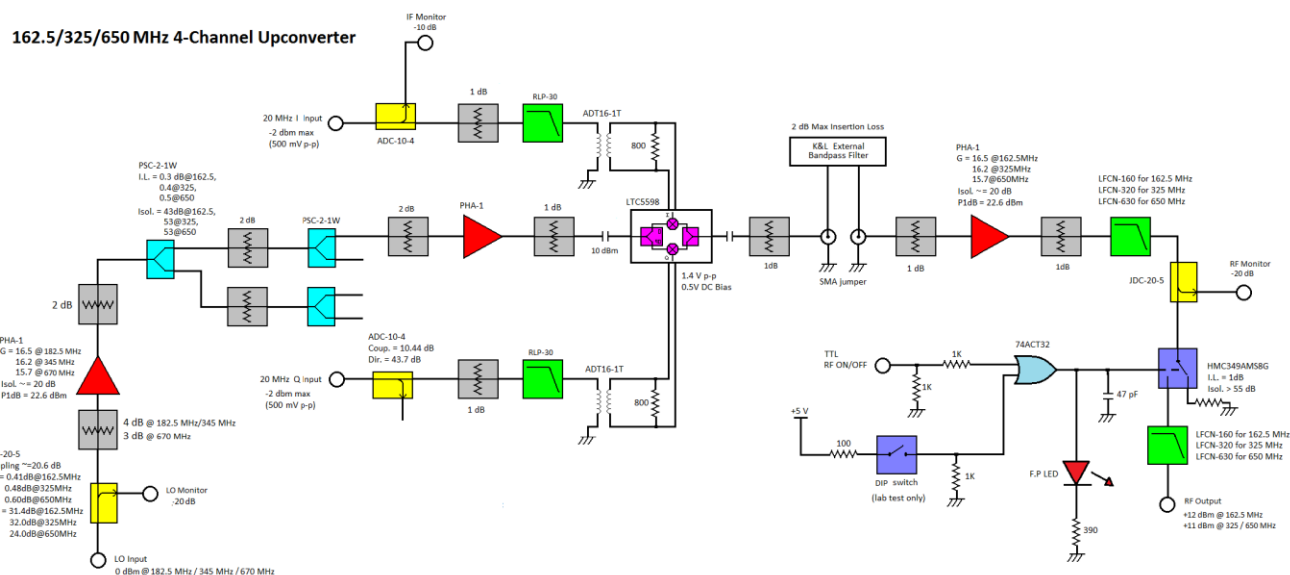 162.5/325/650 MHz 4-Channel Upconverter
IF Monitor
-10 dB
20 MHz I Input
-2 dbm max
(500 mV p-p)
ADC-10-4
1 dB
RLP-30
ADT16-1T
800
2 dB Max Insertion Loss
K&L External
Bandpass Filter
PHA-1
G = 16.5 @162.5MHz
16.2 @325MHz
15.7@650MHz
Isol. ~= 20 dB
P1dB = 22.6 dBm
LFCN-160 for 162.5 MHz
LFCN-320 for 325 MHz
LFCN-630 for 650 MHz
PSC-2-1W
I.L. = 0.3 dB@162.5,
0.4@325,
0.5@650
Isol. = 43dB@162.5,
53@325,
53@650
2 dB
PSC-2-1W
2 dB
PHA-1
1 dB
10 dBm
LTC5598
I
Q
1.4 V p-p
0.5V DC Bias
1dB
SMA jumper
1 dB
1dB
JDC-20-5
RF Monitor
-20 dB
2 dB
PHA-1
G = 16.5 @ 182.5 MHz
16.2 @ 345 MHz
15.7 @ 670 MHz
Isol. ~= 20 dB
P1dB = 22.6 dBm
4 dB @ 182.5 MHz/345 MHz
3 dB @ 670 MHz
-20-5
pling ~=20.6 dB
= 0.41dB@162.5MHz
0.48dB@325MHz
0.60dB@650MHz
= 31.4dB@162.5MHz
32.0dB@325MHz
24.0dB@650MHz
LO Monitor
-20 dB
LO Input
0 dBm @ 182.5 MHz / 345 MHz / 670 MHz
ADC-10-4
Coup. = 10.44 dB
Dir. = 43.7 dB
20 MHz Q Input
-2 dbm max
(500 mV p-p)
1 dB
RLP-30
ADT16-1T
800
TTL
RF ON/OFF
1K
1K
74ACT32
+5 V
100
DIP switch
(lab test only)
1K
47 pF
F.P LED
390
HMC349AMS8G
I.L. = 1dB
Isol. > 55 dB
LFCN-160 for 162.5 MHz
LFCN-320 for 325 MHz
LFCN-630 for 650 MHz
RF Output
+12 dBm @ 162.5 MHz
+11 dBm @ 325 / 650 MHz